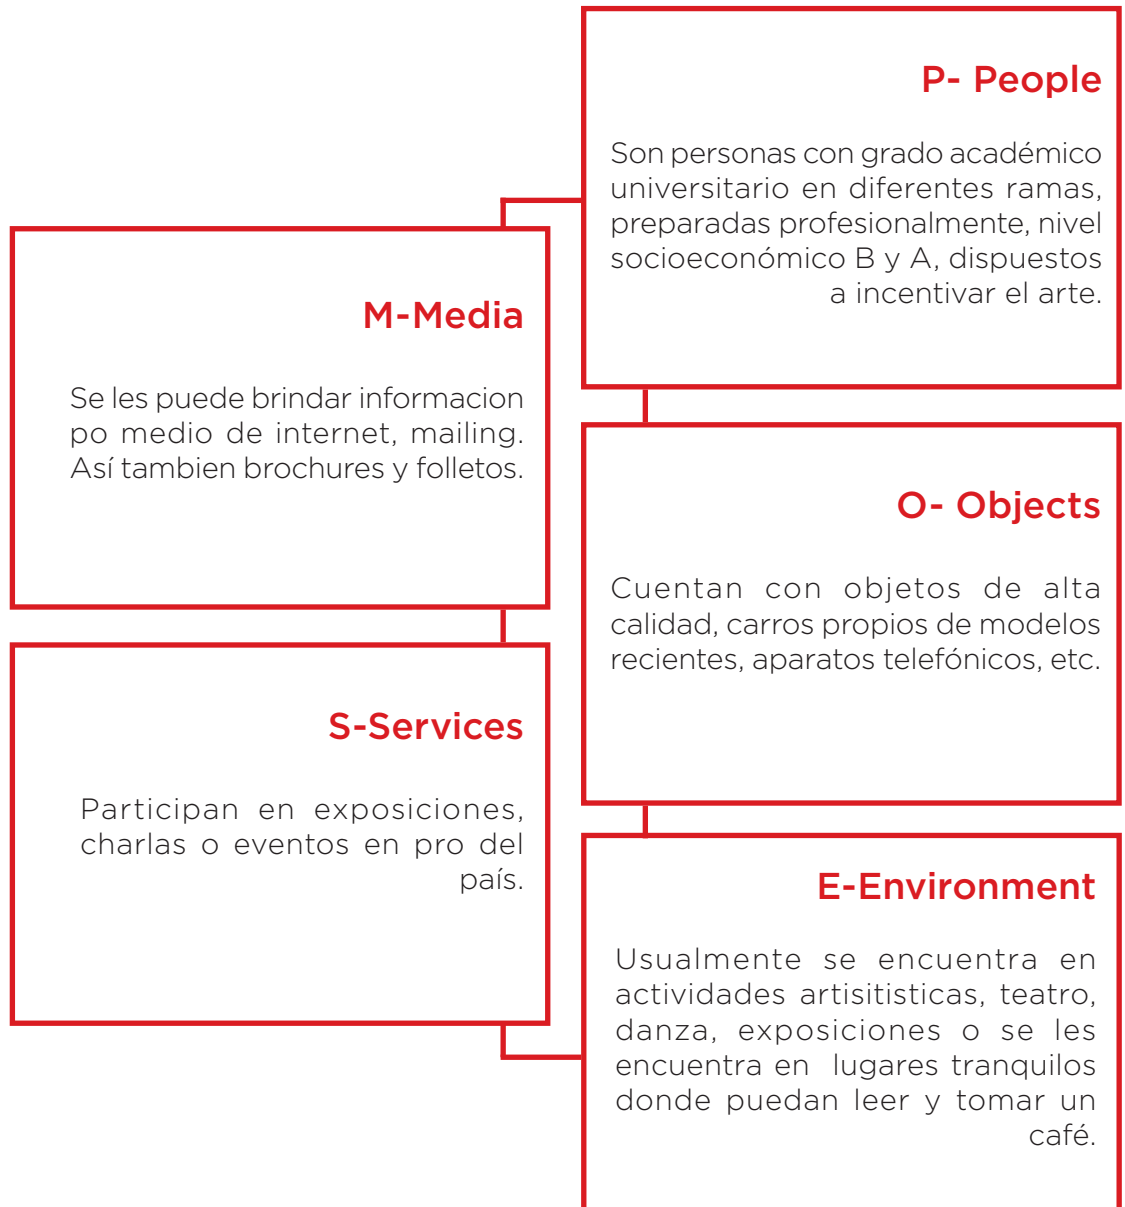 P- People
Son personas con grado académico
universitario en diferentes ramas,
preparadas profesionalmente, nivel
socioeconómico B y A, dispuestos
a incentivar el arte.
M-Media
Se les puede brindar informacion
po medio de internet, mailing.
Así tambien brochures y folletos.
O- Objects
Cuentan con objetos de alta
calidad, carros propios de modelos
recientes, aparatos telefónicos, etc.
S-Services
Participan en exposiciones,
charlas o eventos en pro del
país.
E-Environment
Usualmente se encuentra en
actividades artisitisticas, teatro,
danza, exposiciones o se les
encuentra en lugares tranquilos
donde puedan leer y tomar un
café.